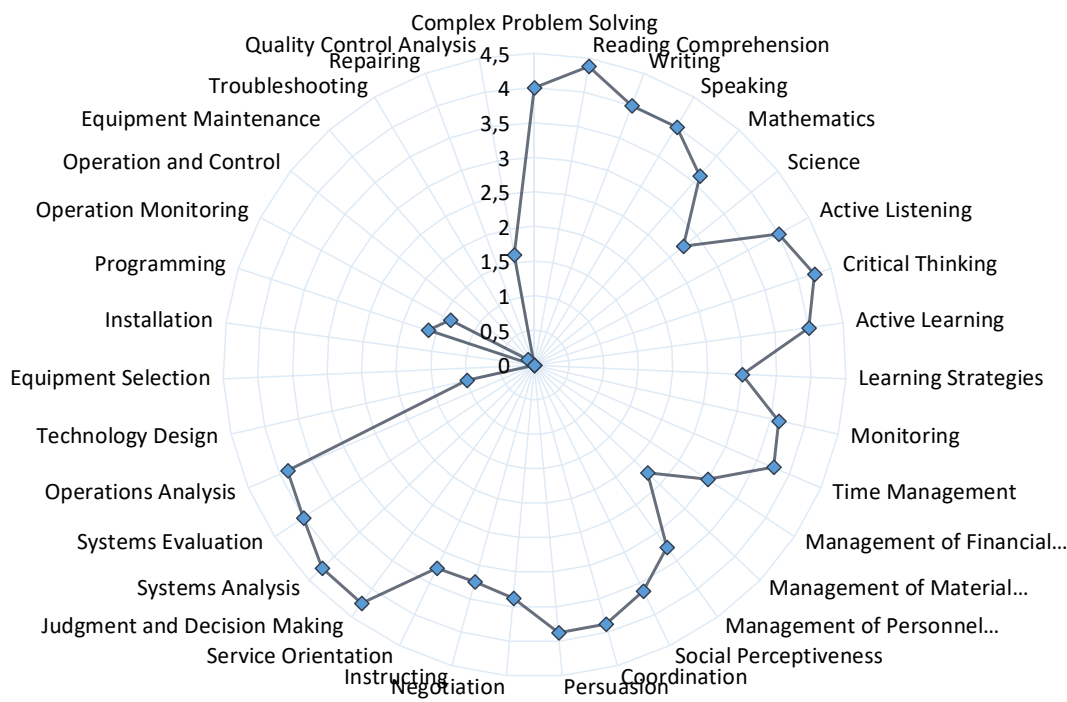 Complex Problem Solving
Reading Comprehension
Writing
Speaking
Mathematics
Science
Active Listening
Critical Thinking
Active Learning
Learning Strategies
Monitoring
Time Management
Management of Financial…
Management of Material…
Management of Personnel…
Social Perceptiveness
Coordination
Persuasion
Negotiation
Instructing
Service Orientation
Judgment and Decision Making
Systems Analysis
Systems Evaluation
Operations Analysis
Technology Design
Equipment Selection
Installation
Programming
Operation Monitoring
Operation and Control
Equipment Maintenance
Troubleshooting
Repairing
Quality Control Analysis
4,5
4
3,5
3
2,5
2
1,5
1
0,5
0